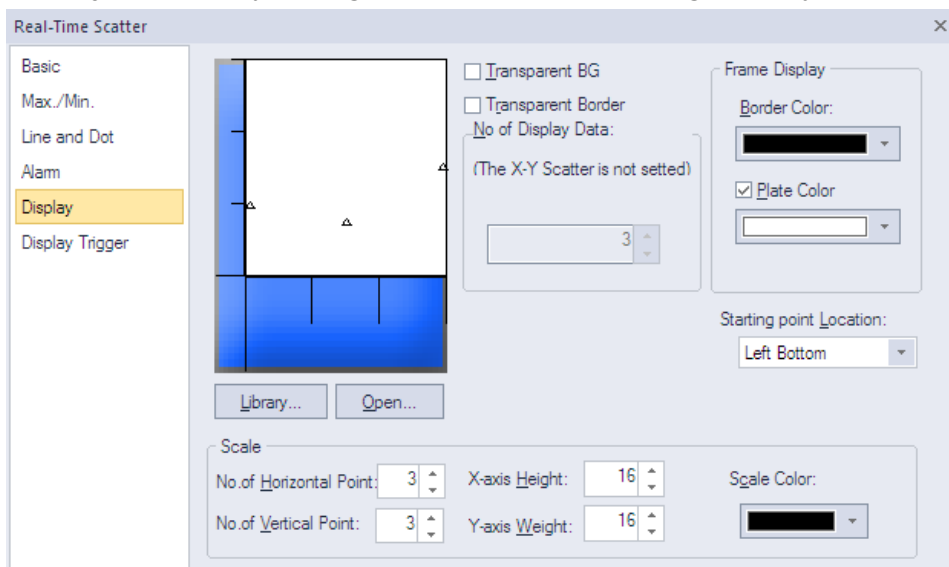 Real-Time Scatter
Basic
Max./Min.
Line and Dot
Alarm
Display
Display Trigger
Transparent BG
Transparent Border
No of Display Data:
(The X-Y Scatter is not setted)
3
Frame Display
Border Color:
Plate Color
Starting point Location:
Left Bottom
Library...
Open...
Scale
No.of Horizontal Point: 3
X-axis Height: 16
Scale Color:
No.of Vertical Point: 3
Y-axis Weight: 16